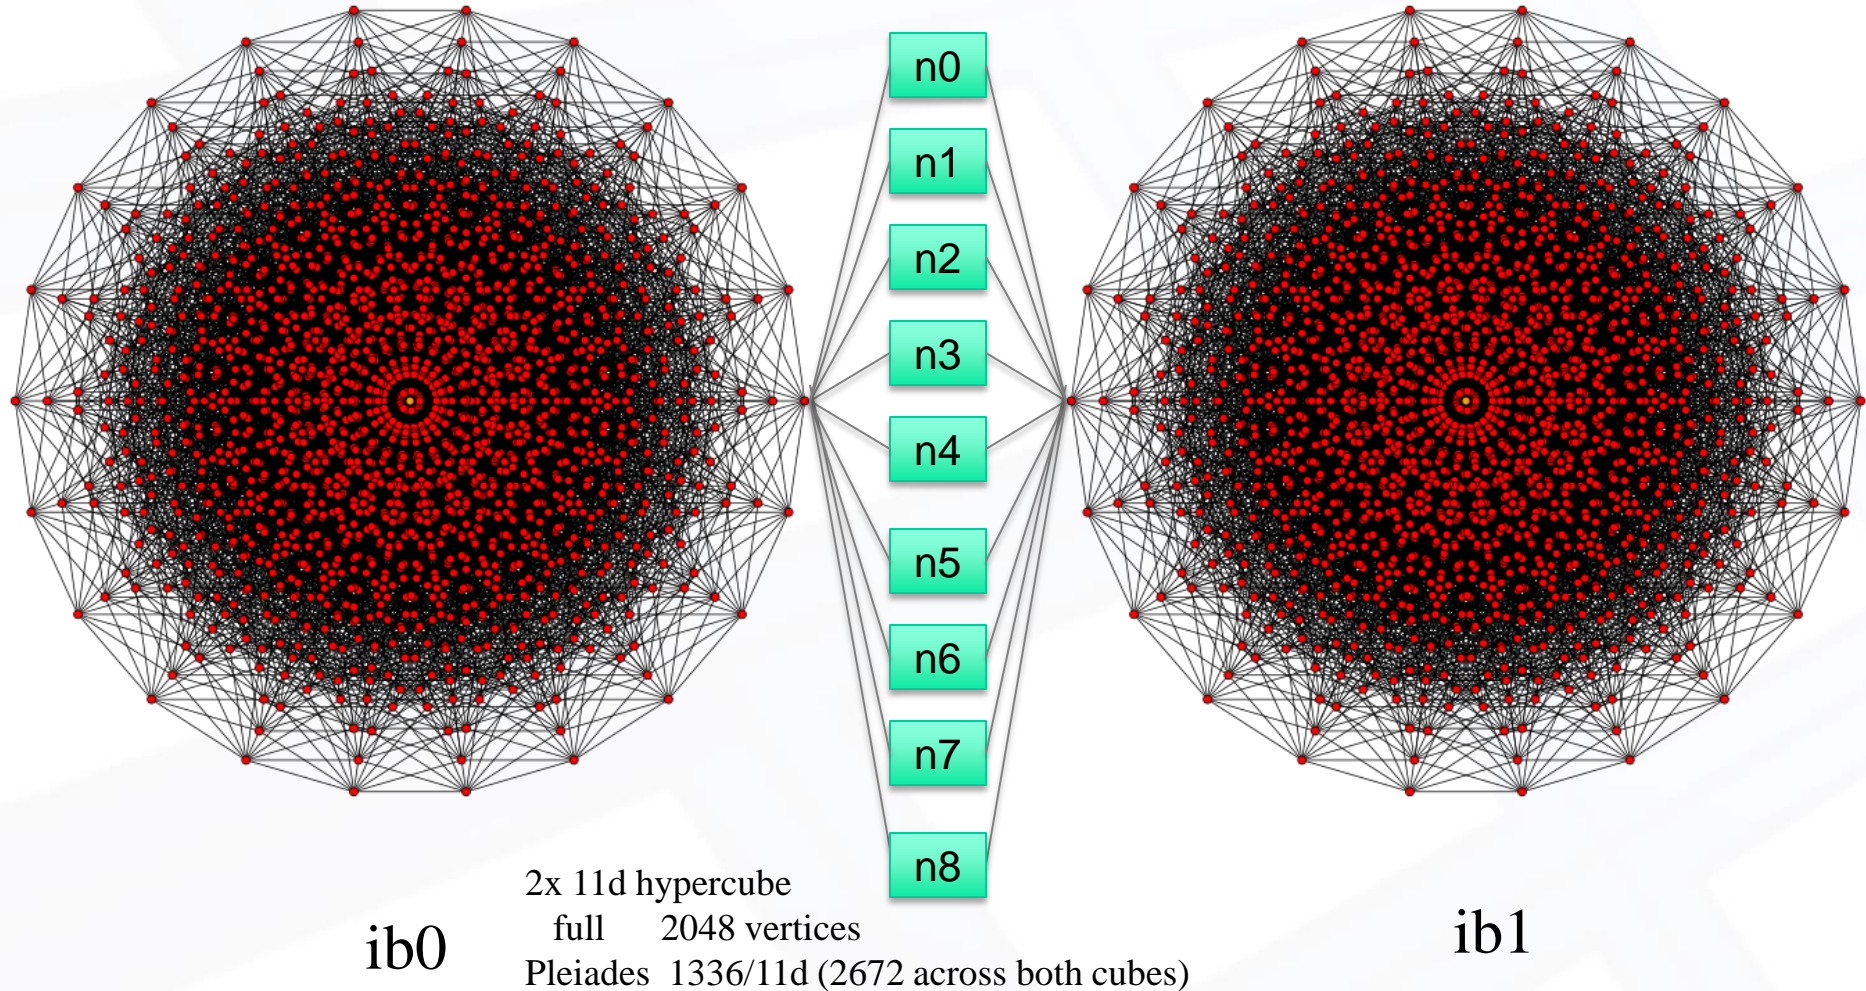 n0
n1
n2
n3
n4
n5
n6
n7
n8
2x 11d hypercube
full 2048 vertices
Pleiades 1336/11d (2672 across both cubes)
ib0
ib1